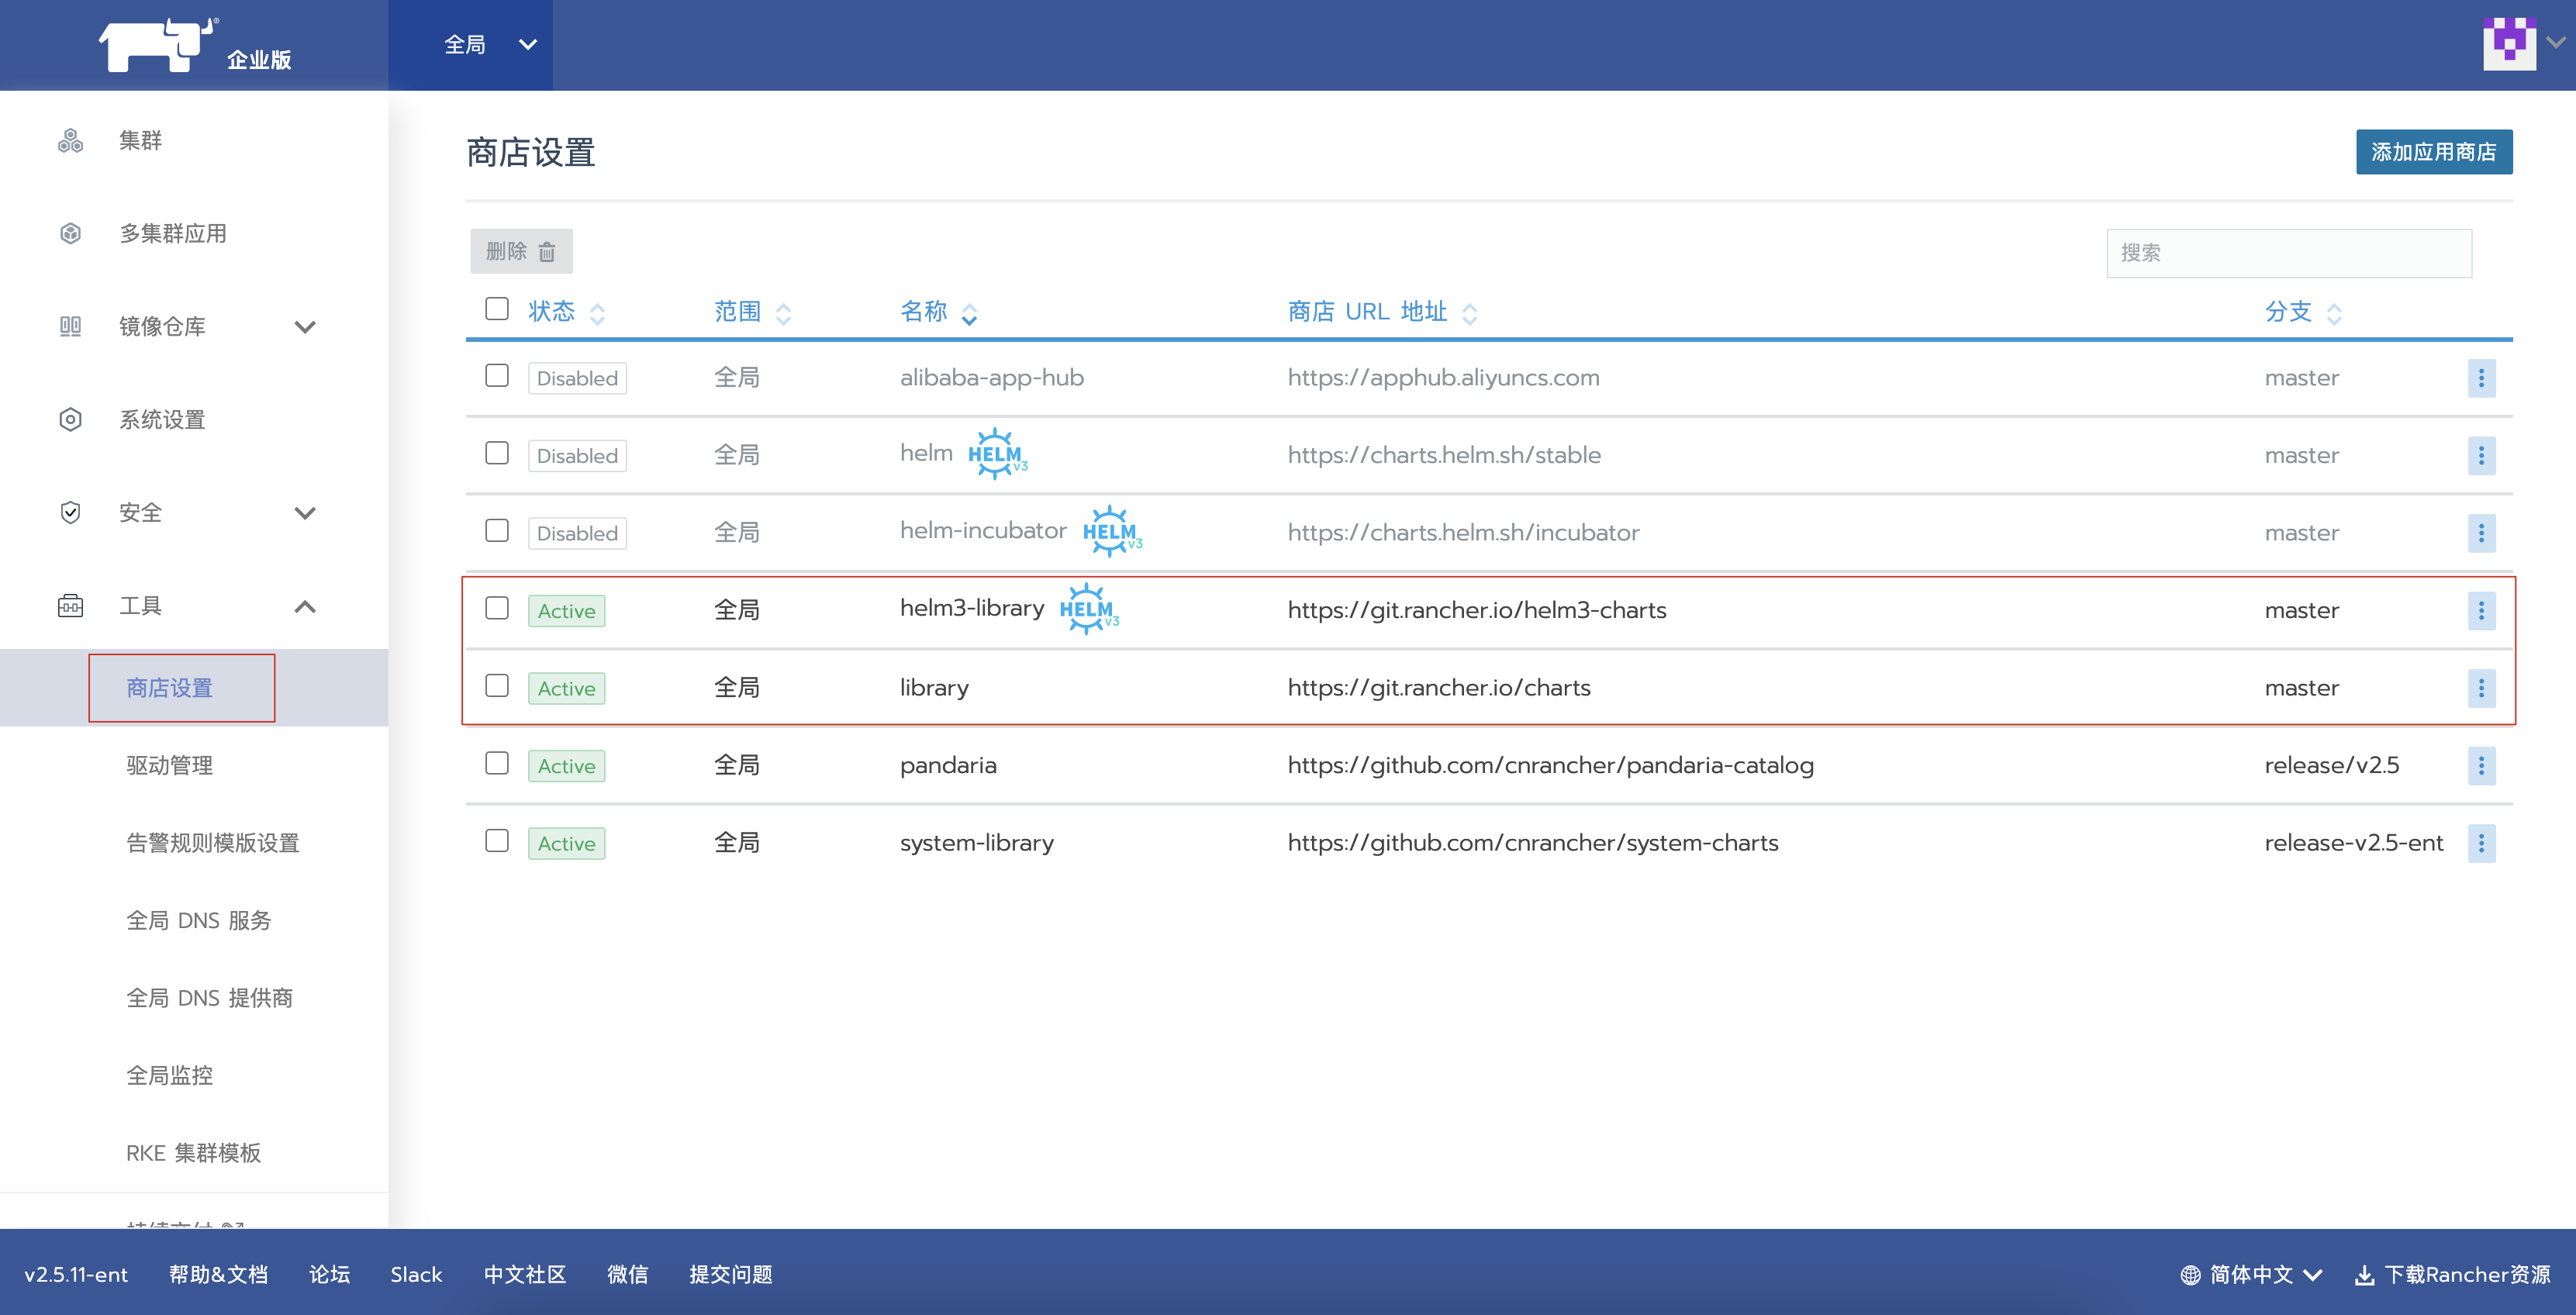 企业版
全局
集群
多集群应用
镜像仓库
系统设置
安全
工具
商店设置
驱动管理
告警规则模版设置
全局 DNS 服务
全局 DNS 提供商
全局监控
RKE 集群模板
商店设置
添加应用商店
删除
搜索
状态 范围 名称 商店 URL 地址 分支
Disabled 全局 alibaba-app-hub https://apphub.aliyuncs.com master
Disabled 全局 helm HELM v3 https://charts.helm.sh/stable master
Disabled 全局 helm-incubator HELM v3 https://charts.helm.sh/incubator master
Active 全局 helm3-library HELM v3 https://git.rancher.io/helm3-charts master
Active 全局 library https://git.rancher.io/charts master
Active 全局 pandaria https://github.com/cnrancher/pandaria-catalog release/v2.5
Active 全局 system-library https://github.com/cnrancher/system-charts release-v2.5-ent
v2.5.11-ent 帮助&文档 论坛 Slack 中文社区 微信 提交问题 简体中文 下载Rancher资源